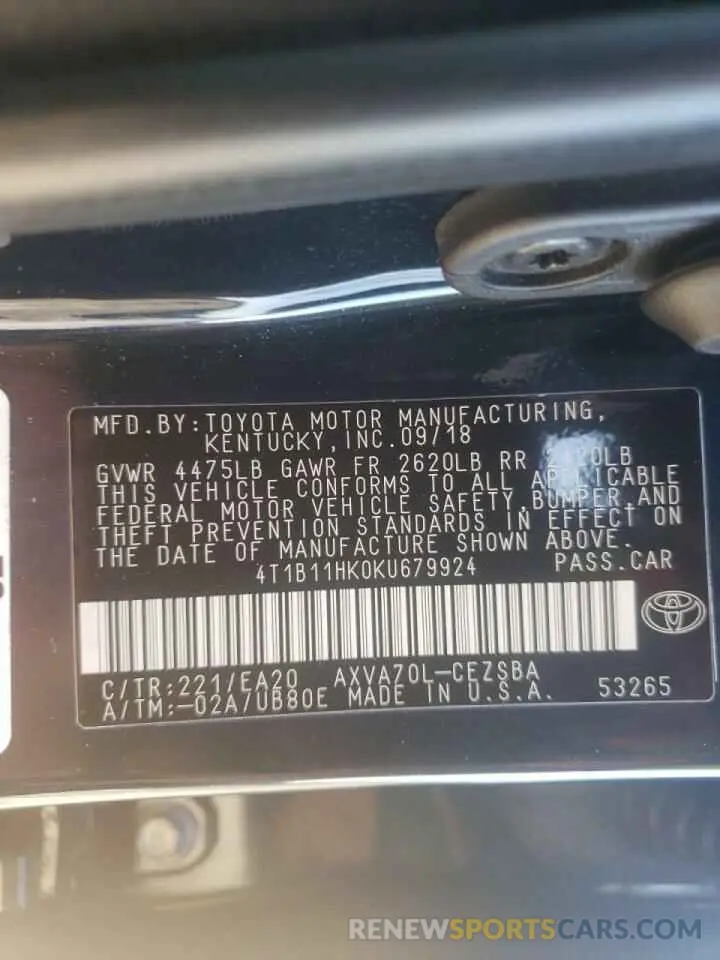 MFD.BY:TOYOTA MOTOR MANUFACTURING,
KENTUCKY,INC.09/18
GVWR 4475LB GAWR FR 2620LB RR
THIS VEHICLE CONFORMS TO ALL APPLICABLE
FEDERAL MOTOR VEHICLE SAFETY,BUMPER,AND
THEFT PREVENTION STANDARDS IN EFFECT ON
THE DATE OF MANUFACTURE SHOWN ABOVE.
4T1B11HK0KU679924 PASS.CAR
C/TR:221/EA20 AXVA70L-CEZSBA
A/TM:-02A/UB80E MADE IN U.S.A. 53265
RENEWSPORTSCARS.COM